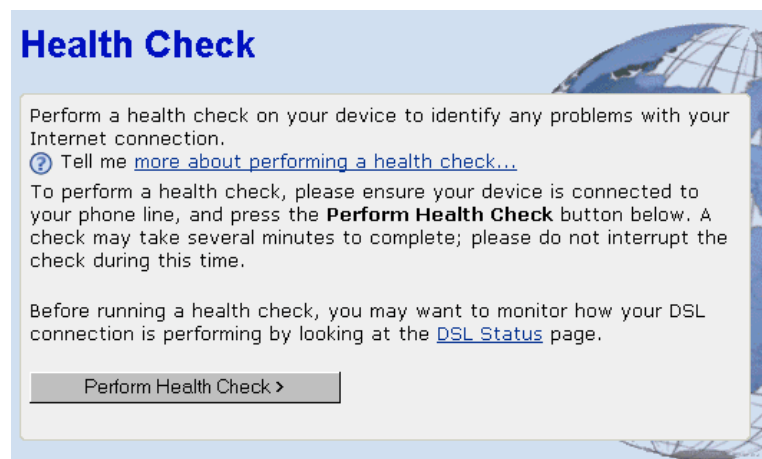 Health Check
Perform a health check on your device to identify any problems with your
Internet connection.
? Tell me more about performing a health check...
To perform a health check, please ensure your device is connected to
your phone line, and press the Perform Health Check button below. A
check may take several minutes to complete; please do not interrupt the
check during this time.
Before running a health check, you may want to monitor how your DSL
connection is performing by looking at the DSL Status page.
Perform Health Check >